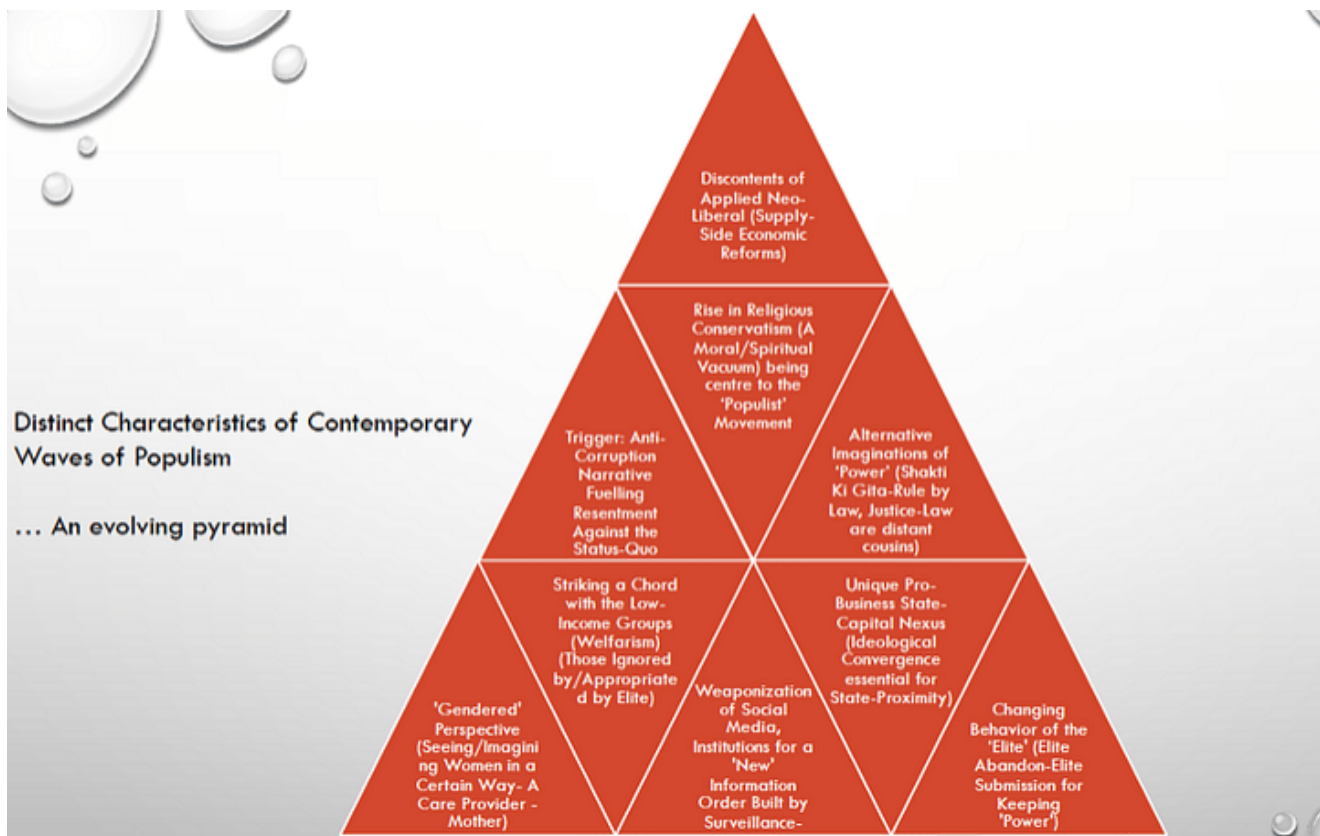 Distinct Characteristics of Contemporary
Waves of Populism
... An evolving pyramid
Discontents of
Applied Neo-
Liberal (Supply-
Side Economic
Reforms)
Rise in Religious
Conservatism (A
Moral/Spiritual
Vacuum) being
centre to the
'Populist'
Movement
Trigger: Anti-
Corruption
Narrative
Fuelling
Resentment
Against the
Status-Quo
Alternative
Imaginations of
'Power' (Shakti
Ki Gita-Rule by
Law, Justice-Law
are distant
cousins)
Striking a Chord
with the Low-
Income Groups
(Welfarism)
(Those Ignored
by/Appropriate
d by Elite)
Unique Pro-
Business State-
Capital Nexus
(Ideological
Convergence
essential for
State-Proximity)
'Gendered'
Perspective
(Seeing/Imagini
ng Women in a
Certain Way- A
Care Provider -
Mother)
Weaponization
of Social
Media,
Institutions for a
'New'
Information
Order Built by
Surveillance-
Changing
Behavior of the
'Elite' (Elite
Abandon-Elite
Submission for
Keeping
'Power')